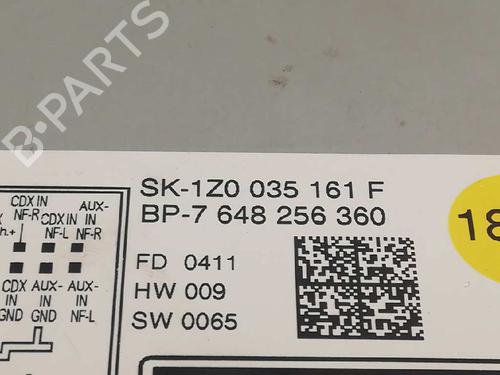 B-PARTS
SK-1Z0 035 161 F
BP-7 648 256 360
FD 0411
HW 009
SW 0065
18
CDX IN AUX-
CDX NF-R IN IN
h.+ NF-L NF-R
CDX AUX- AUX-
IN IN IN
GND GND NF-L